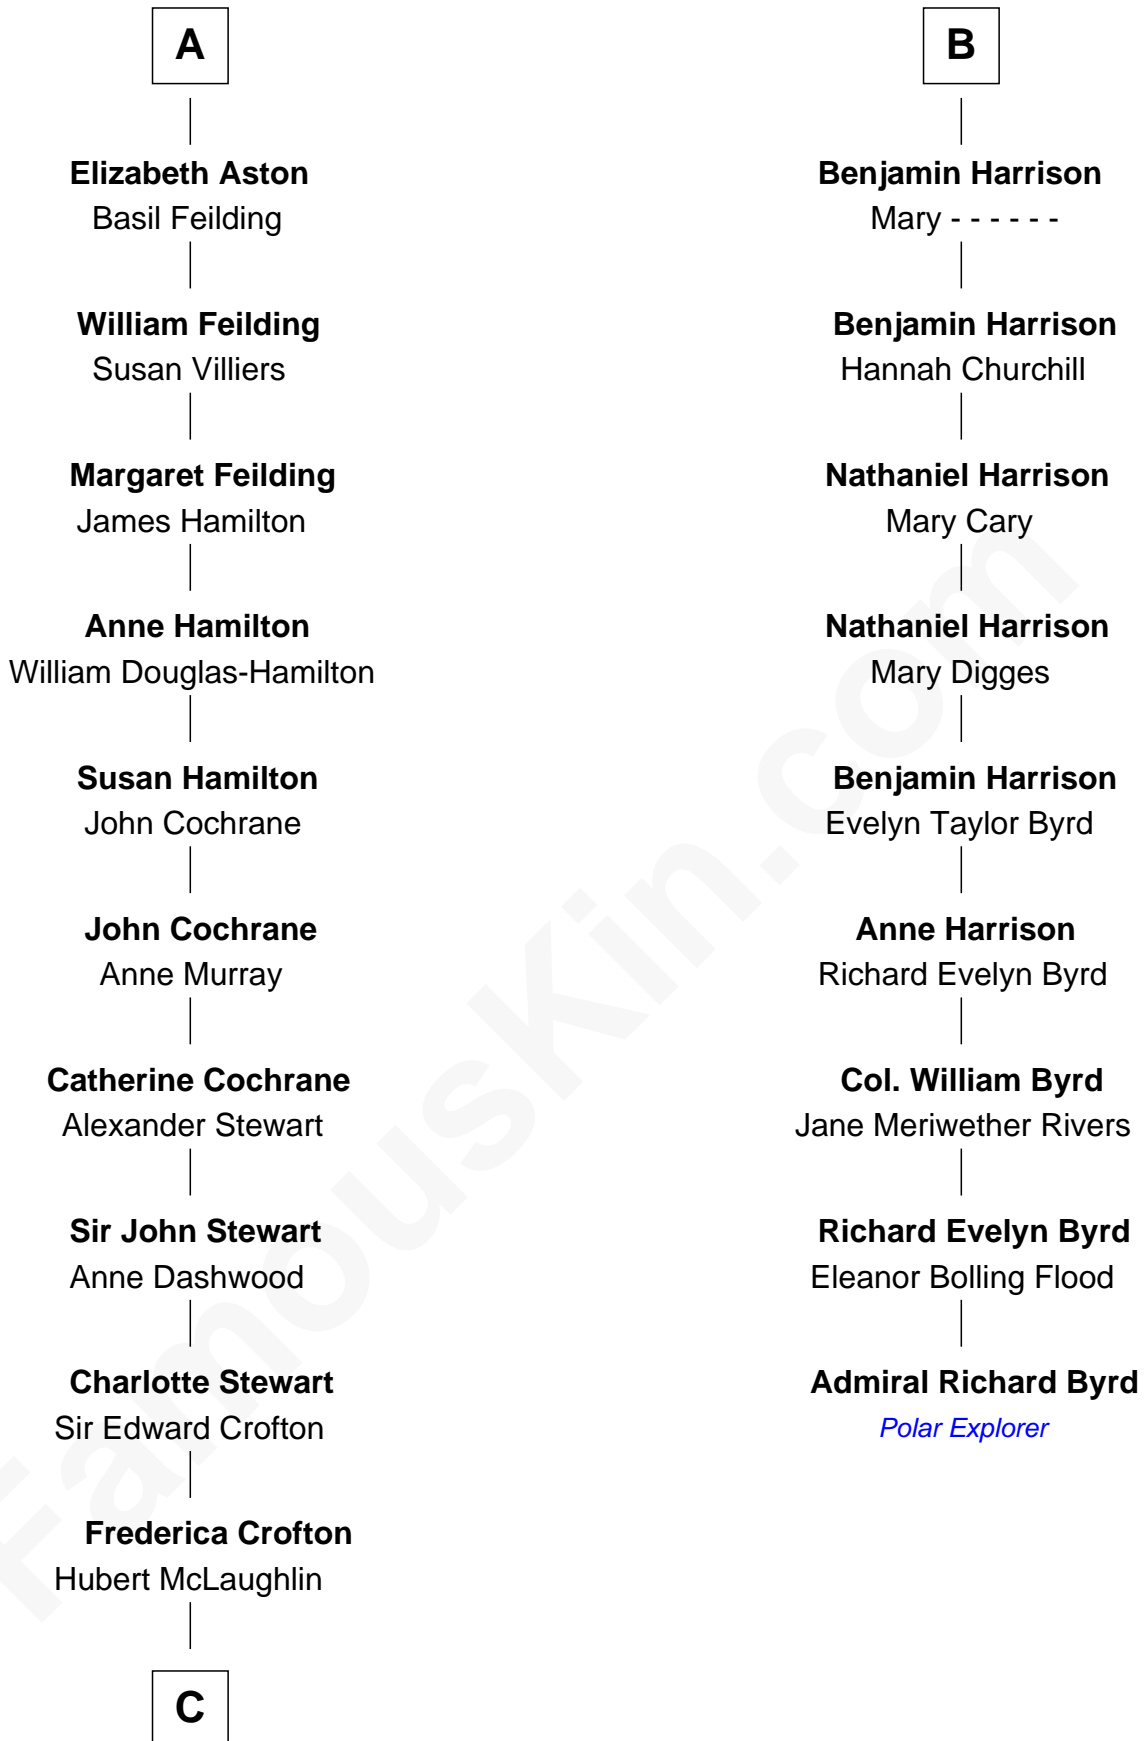 A
Elizabeth Aston
Basil Feilding
William Feilding
Susan Villiers
Margaret Feilding
James Hamilton
Anne Hamilton
William Douglas-Hamilton
Susan Hamilton
John Cochrane
John Cochrane
Anne Murray
Catherine Cochrane
Alexander Stewart
Sir John Stewart
Anne Dashwood
Charlotte Stewart
Sir Edward Crofton
Frederica Crofton
Hubert McLaughlin
C
B
Benjamin Harrison
Mary - - - - - -
Benjamin Harrison
Hannah Churchill
Nathaniel Harrison
Mary Cary
Nathaniel Harrison
Mary Digges
Benjamin Harrison
Evelyn Taylor Byrd
Anne Harrison
Richard Evelyn Byrd
Col. William Byrd
Jane Meriwether Rivers
Richard Evelyn Byrd
Eleanor Bolling Flood
Admiral Richard Byrd
Polar Explorer
FamousKin.com